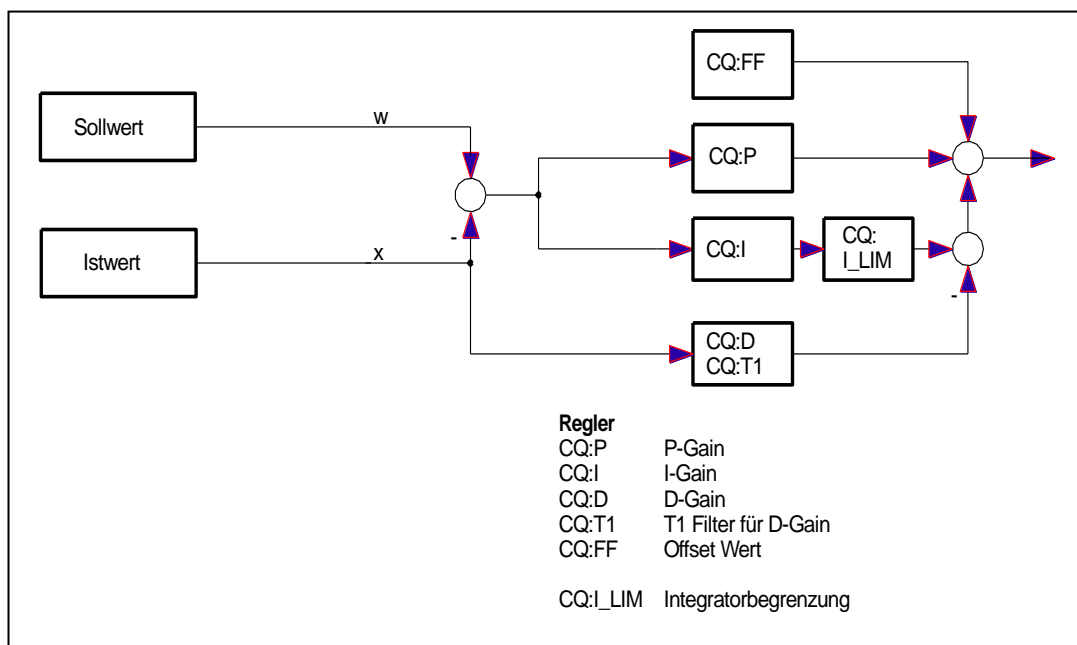 CQ:FF
Sollwert
w
CQ:P
-
Istwert
x
CQ:I
CQ:
I_LIM
-
CQ:D
CQ:T1
Regler
CQ:P P-Gain
CQ:I I-Gain
CQ:D D-Gain
CQ:T1 T1 Filter für D-Gain
CQ:FF Offset Wert
CQ:I_LIM Integratorbegrenzung